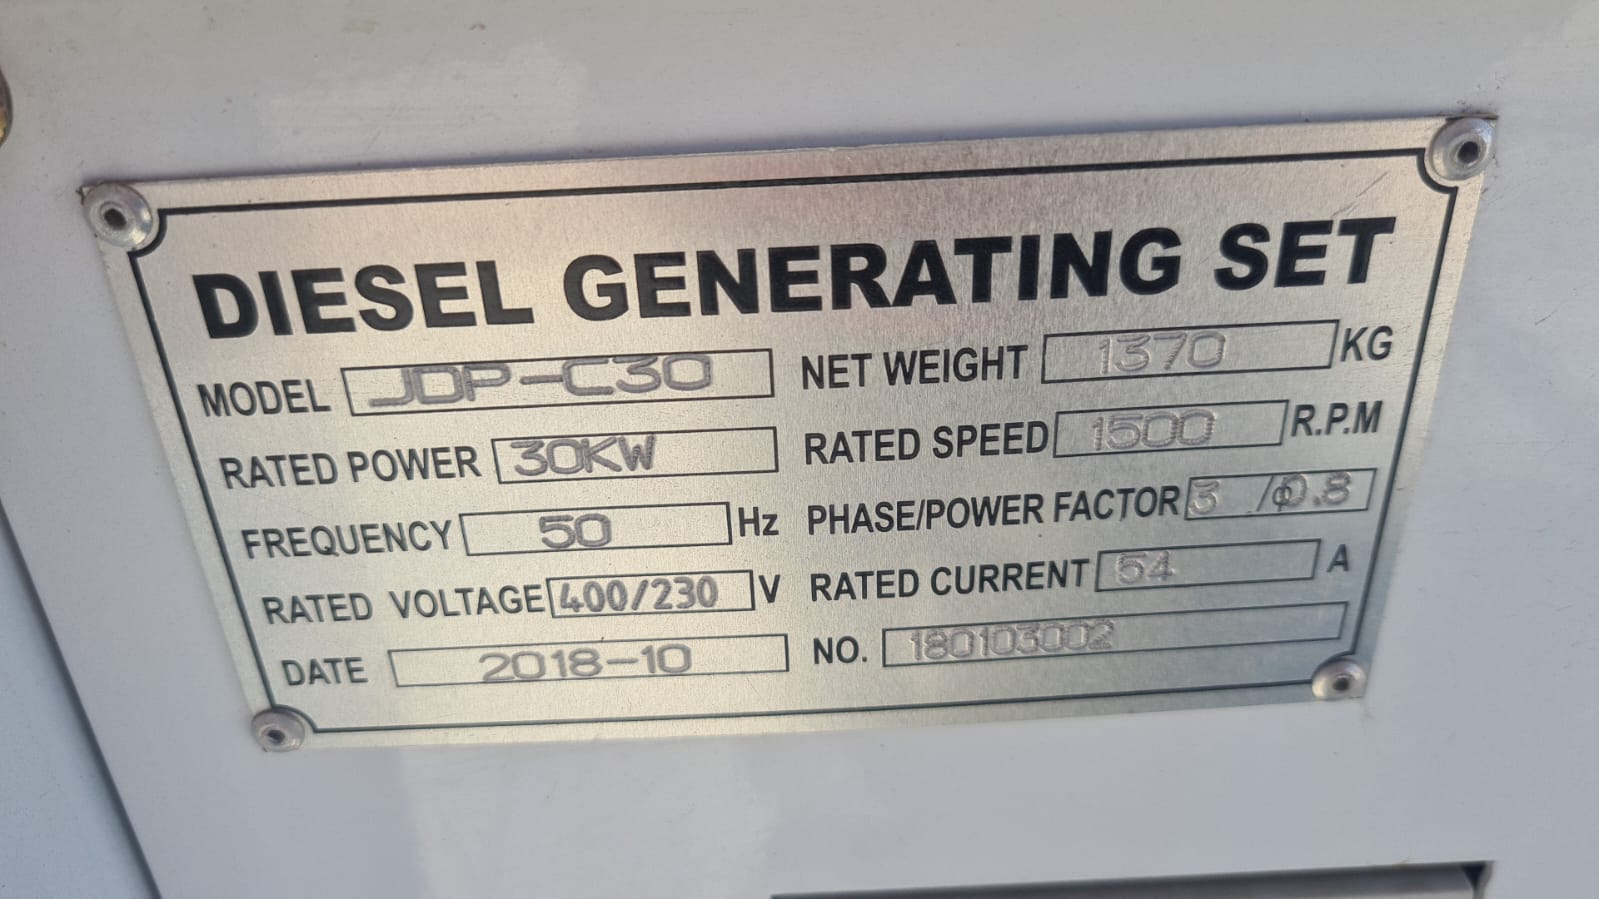 DIESEL GENERATING SET
MODEL JDP-C30 NET WEIGHT 1370 KG
RATED POWER 30KW RATED SPEED 1500 R.P.M
FREQUENCY 50 Hz PHASE/POWER FACTOR 3 /Φ0.8
RATED VOLTAGE 400/230 V RATED CURRENT 54 A
DATE 2018-10 NO. 180103002